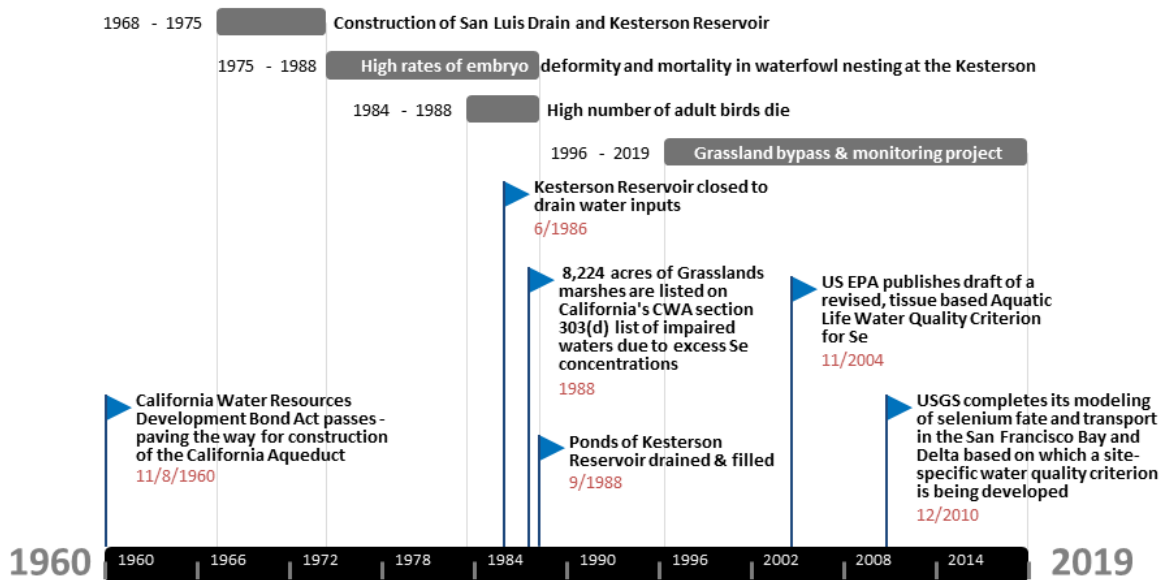 1968 - 1975 Construction of San Luis Drain and Kesterson Reservoir
1975 - 1988 High rates of embryo deformity and mortality in waterfowl nesting at the Kesterson
1984 - 1988 High number of adult birds die
1996 - 2019 Grassland bypass & monitoring project
Kesterson Reservoir closed to
drain water inputs
6/1986
8,224 acres of Grasslands
marshes are listed on
California's CWA section
303(d) list of impaired
waters due to excess Se
concentrations
1988
US EPA publishes draft of a
revised, tissue based Aquatic
Life Water Quality Criterion
for Se
11/2004
California Water Resources
Development Bond Act passes -
paving the way for construction
of the California Aqueduct
11/8/1960
Ponds of Kesterson
Reservoir drained & filled
9/1988
USGS completes its modeling
of selenium fate and transport
in the San Francisco Bay and
Delta based on which a site-
specific water quality criterion
is being developed
12/2010
1960 1960 1966 1972 1978 1984 1990 1996 2002 2008 2014 2019